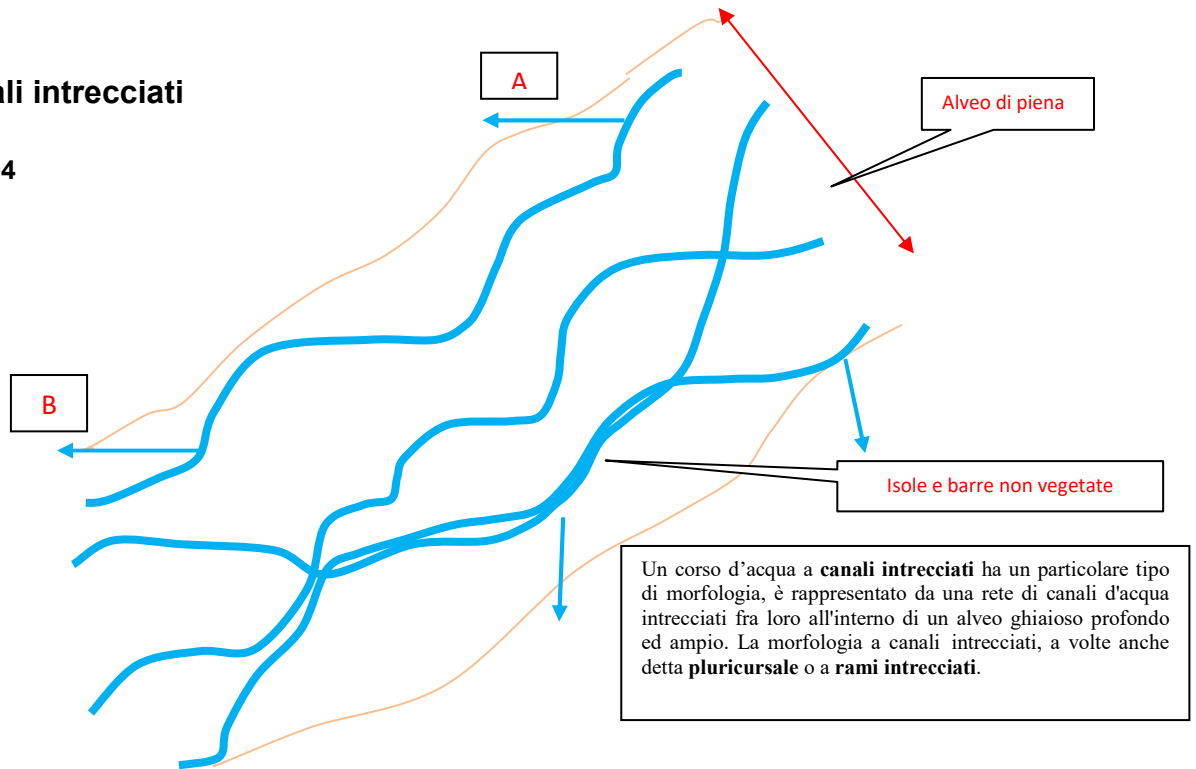 ali intrecciati
4
A
Alveo di piena
B
Isole e barre non vegetate
Un corso d’acqua a canali intrecciati ha un particolare tipo
di morfologia, è rappresentato da una rete di canali d'acqua
intrecciati fra loro all'interno di un alveo ghiaioso profondo
ed ampio. La morfologia a canali intrecciati, a volte anche
detta pluricursale o a rami intrecciati.